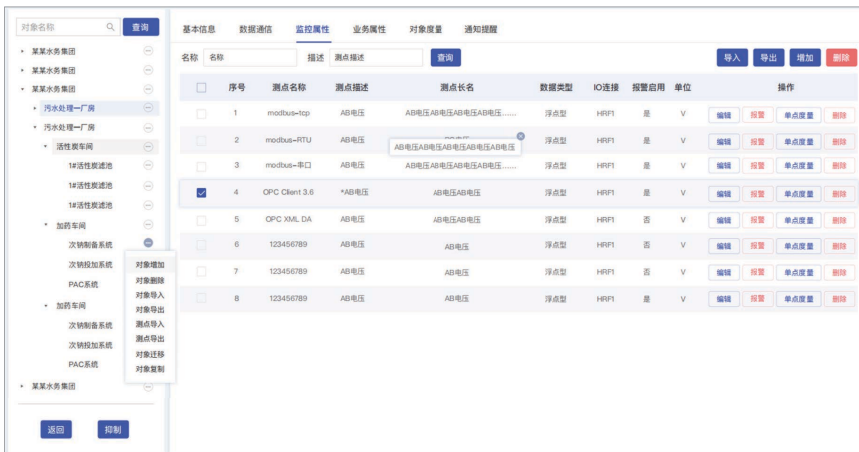 对象名称 查询
某某水务集团
某某水务集团
某某水务集团
污水处理一厂房
污水处理一厂房
活性炭车间
1#活性炭滤池
1#活性炭滤池
1#活性炭滤池
加药车间
次钠制备系统
次钠投加系统
PAC系统
加药车间
次钠制备系统
次钠投加系统
PAC系统
某某水务集团
返回 抑制
对象增加
对象删除
对象导入
对象导出
测点导入
测点导出
对象迁移
对象复制
基本信息 数据通信 监控属性 业务属性 对象度量 通知提醒
名称 名称 描述 测点描述 查询 导入 导出 增加 删除
序号 测点名称 测点描述 测点长名 数据类型 IO连接 报警启用 单位 操作
1 modbus-tcp AB电压 AB电压AB电压AB电压AB电压...... 浮点型 HRF1 是 V 编辑 报警 单点度量 删除
2 modbus-RTU AB电压 浮点型 HRF1 是 V 编辑 报警 单点度量 删除
AB电压AB电压AB电压AB电压AB电压
3 modbus-串口 AB电压 AB电压AB电压AB电压AB电压 浮点型 HRF1 是 V 编辑 报警 单点度量 删除
4 OPC Client 3.6 *AB电压 AB电压AB电压 浮点型 HRF1 是 V 编辑 报警 单点度量 删除
5 OPC XML DA AB电压 AB电压AB电压 浮点型 HRF1 否 V 编辑 报警 单点度量 删除
6 123456789 AB电压 AB电压 浮点型 HRF1 否 V 编辑 报警 单点度量 删除
7 123456789 AB电压 AB电压 浮点型 HRF1 否 V 编辑 报警 单点度量 删除
8 123456789 AB电压 AB电压 浮点型 HRF1 是 V 编辑 报警 单点度量 删除